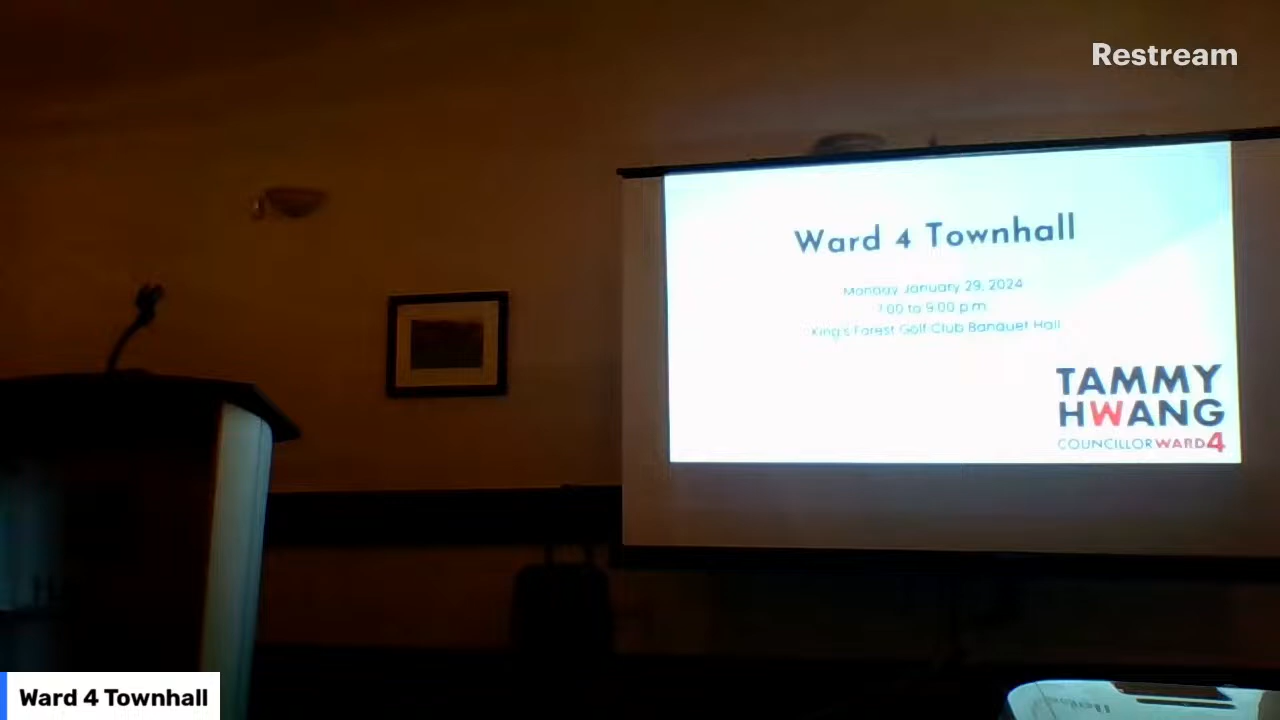 Restream
Ward 4 Townhall
Monday January 29, 2024
7:00 to 9:00 p.m.
King's Forest Golf Club Banquet Hall
TAMMY
HWANG
COUNCILLOR WARD 4
Ward 4 Townhall